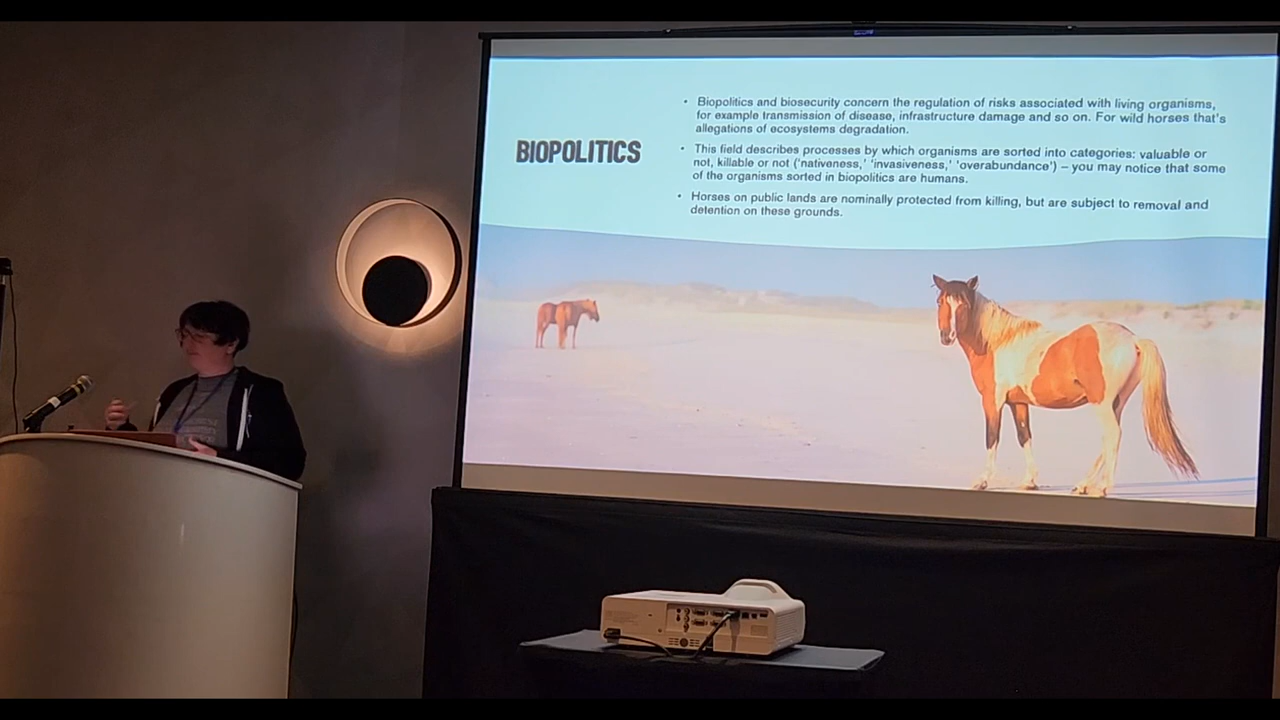 BIOPOLITICS
• Biopolitics and biosecurity concern the regulation of risks associated with living organisms,
for example transmission of disease, infrastructure damage and so on. For wild horses that's
allegations of ecosystems degradation.
• This field describes processes by which organisms are sorted into categories: valuable or
not, killable or not ('nativeness,' 'invasiveness,' 'overabundance') – you may notice that some
of the organisms sorted in biopolitics are humans.
• Horses on public lands are nominally protected from killing, but are subject to removal and
detention on these grounds.